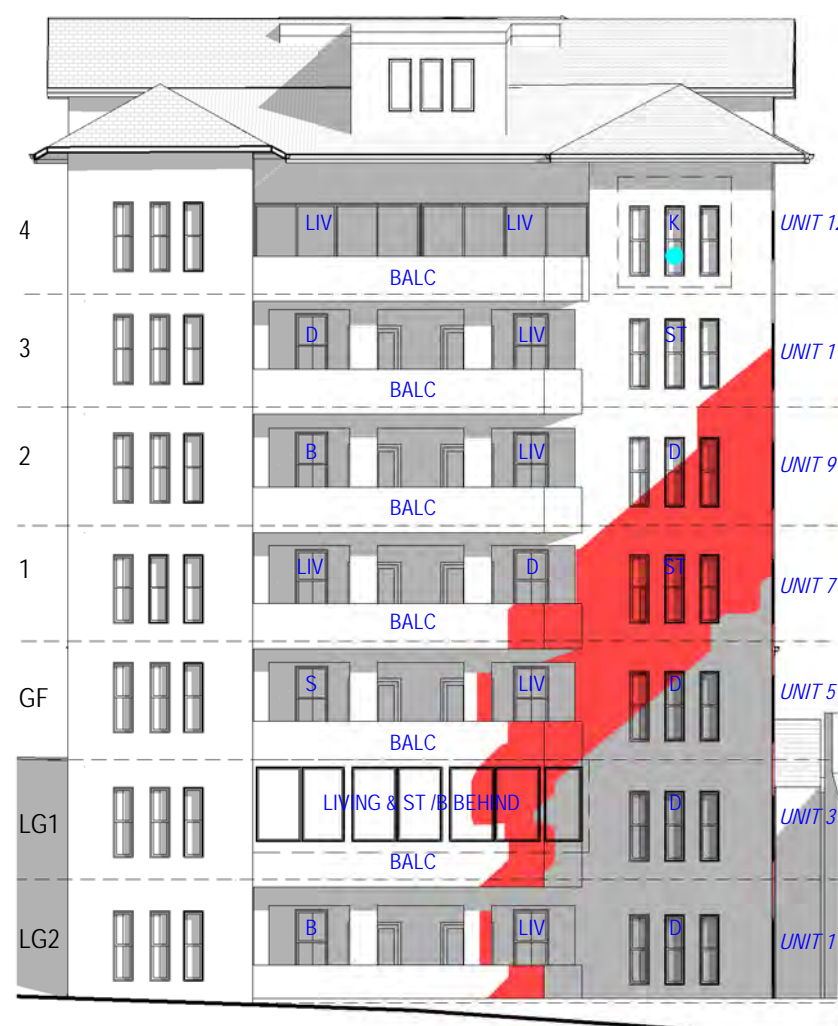 4 LIV LIV K UNIT 12
BALC
3 D LIV ST UNIT 1
BALC
2 B LIV D UNIT 9
BALC
1 LIV D ST UNIT 7
BALC
GF S LIV D UNIT 5
BALC
LG1 LIVING & ST /B BEHIND D UNIT 3
BALC
LG2 B LIV D UNIT 1